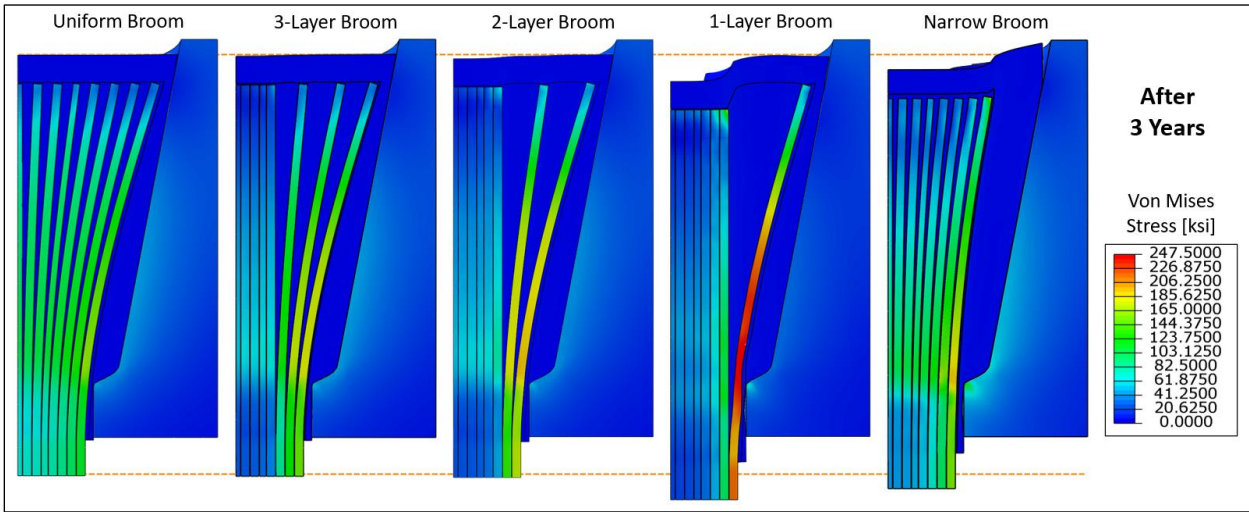 Uniform Broom
3-Layer Broom
2-Layer Broom
1-Layer Broom
Narrow Broom
After
3 Years
Von Mises
Stress [ksi]
247.5000
226.8750
206.2500
185.6250
165.0000
144.3750
123.7500
103.1250
82.5000
61.8750
41.2500
20.6250
0.0000